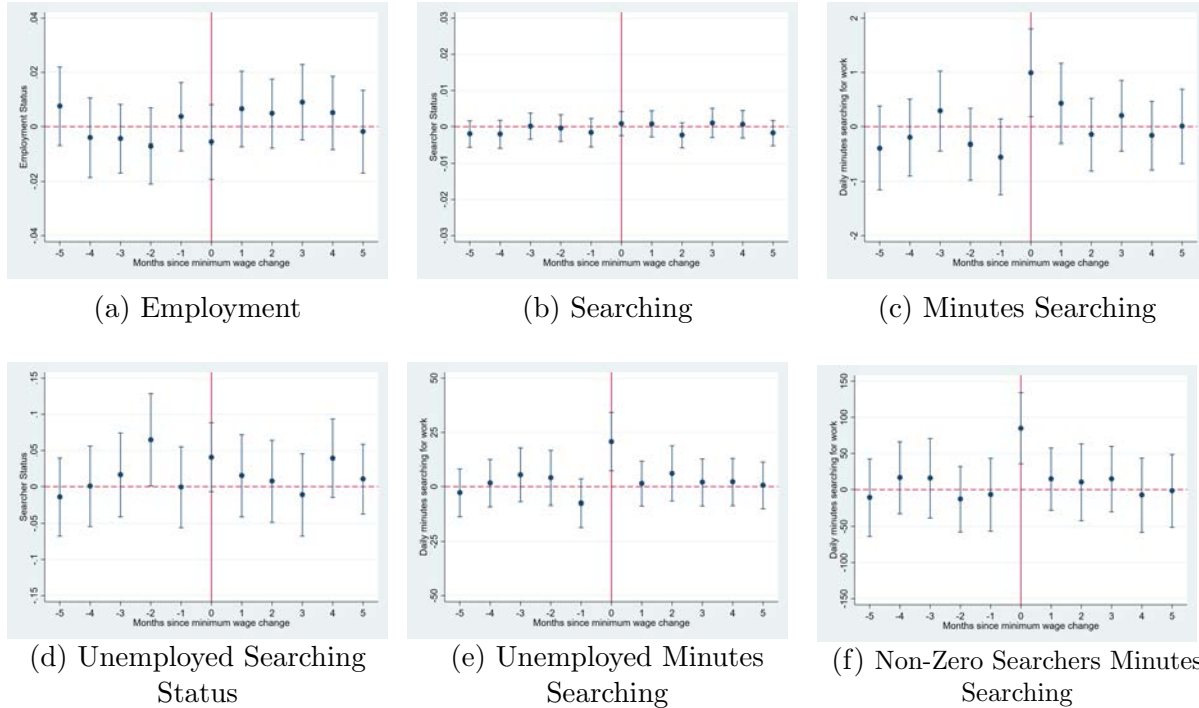 Employment Status
.04
.02
0
-.02
-.04
-5 -4 -3 -2 -1 0 1 2 3 4 5
Months since minimum wage change
(a) Employment
Searcher Status
.03
.01
0
-.01
-.03
-5 -4 -3 -2 -1 0 1 2 3 4 5
Months since minimum wage change
(b) Searching
Daily minutes searching for work
2
1
0
-1
-2
-5 -4 -3 -2 -1 0 1 2 3 4 5
Months since minimum wage change
(c) Minutes Searching
Searcher Status
.15
.1
.05
0
-.05
-.1
-.15
-5 -4 -3 -2 -1 0 1 2 3 4 5
Months since minimum wage change
(d) Unemployed Searching
Status
Daily minutes searching for work
50
25
0
-25
-50
-5 -4 -3 -2 -1 0 1 2 3 4 5
Months since minimum wage change
(e) Unemployed Minutes
Searching
Daily minutes searching for work
150
100
50
0
-50
-100
-150
-5 -4 -3 -2 -1 0 1 2 3 4 5
Months since minimum wage change
(f) Non-Zero Searchers Minutes
Searching